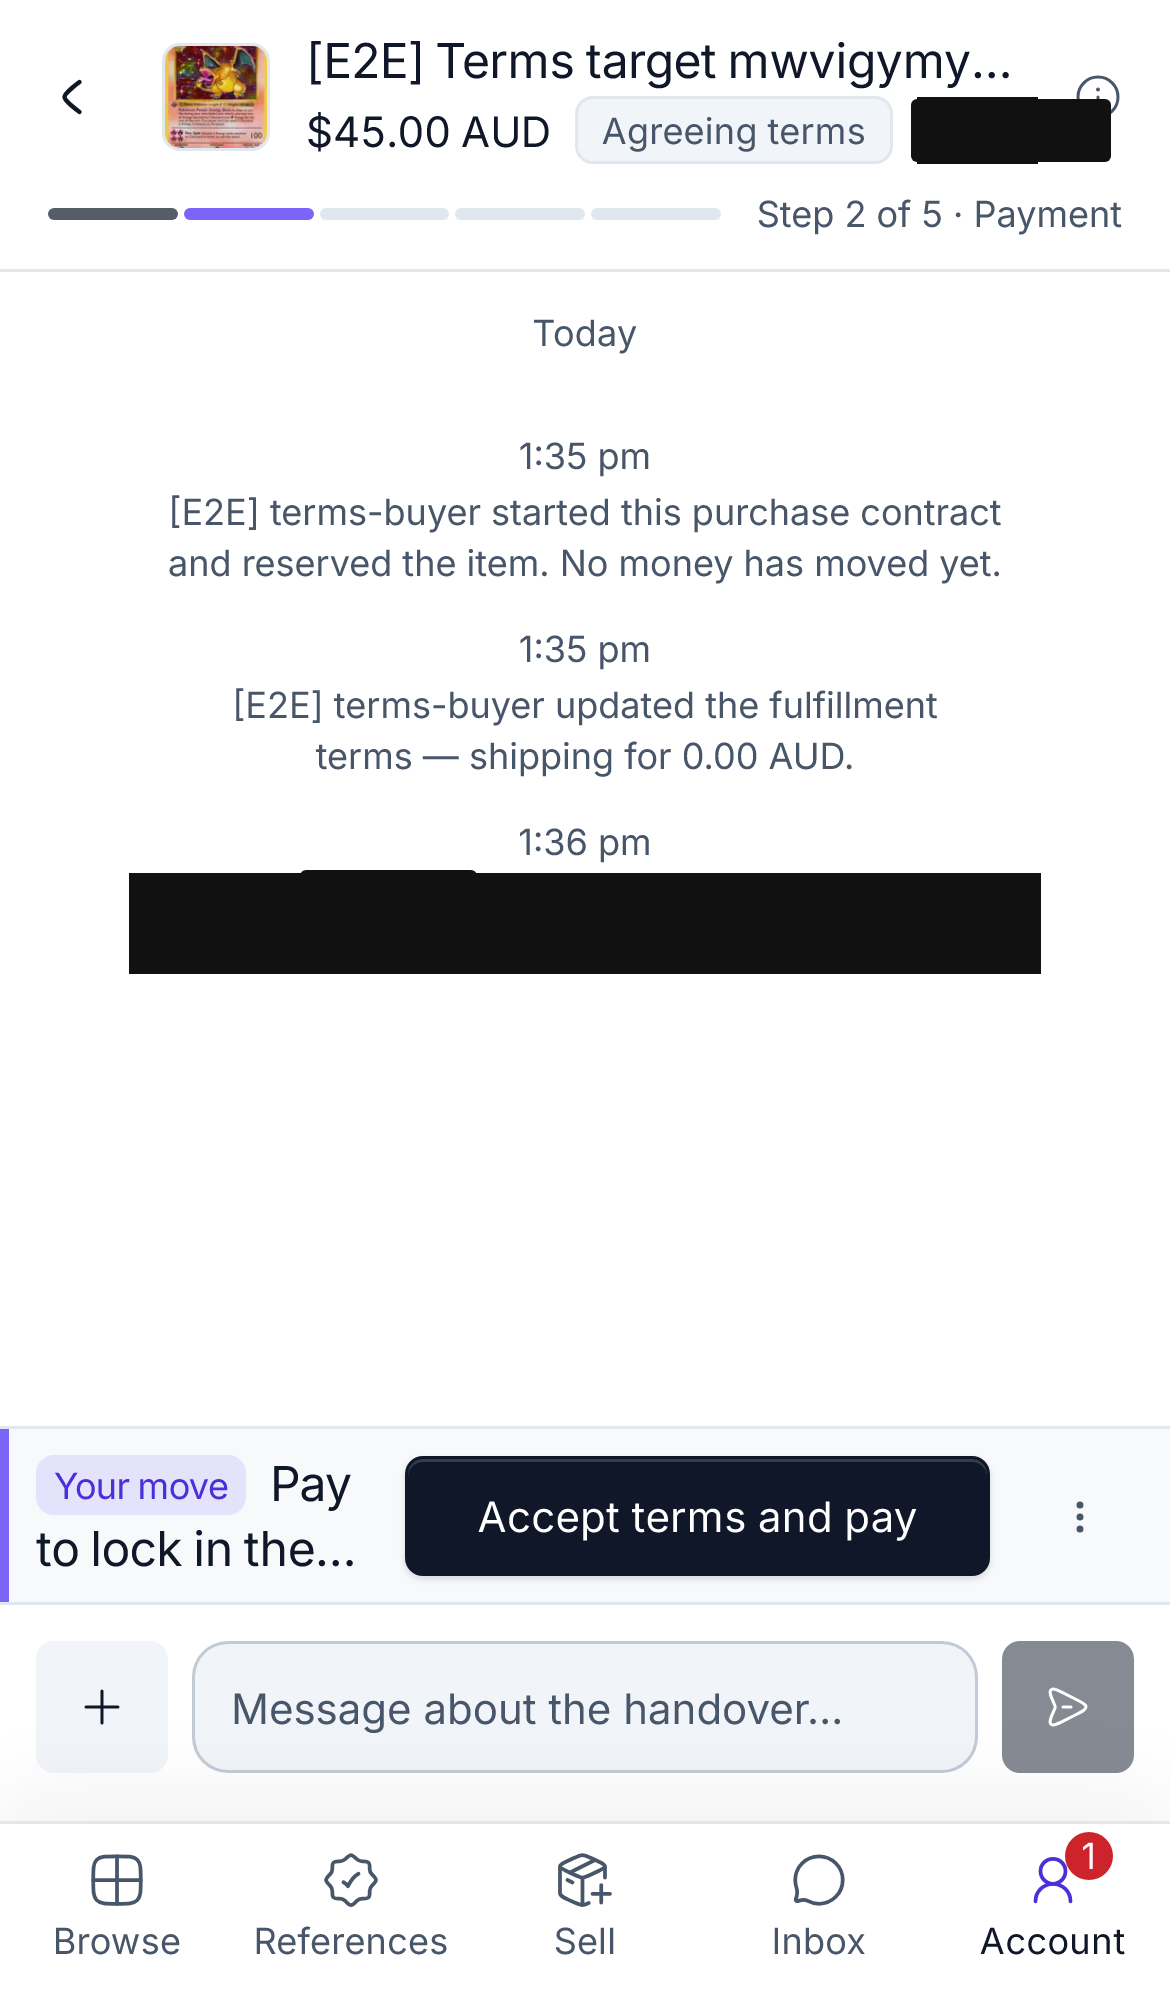 [E2E] Terms target mwvigymy...
$45.00 AUD Agreeing terms
Step 2 of 5 · Payment
Today
1:35 pm
[E2E] terms-buyer started this purchase contract
and reserved the item. No money has moved yet.
1:35 pm
[E2E] terms-buyer updated the fulfillment
terms — shipping for 0.00 AUD.
1:36 pm
Your move Pay
to lock in the...
Accept terms and pay
Message about the handover...
1
Browse
References
Sell
Inbox
Account